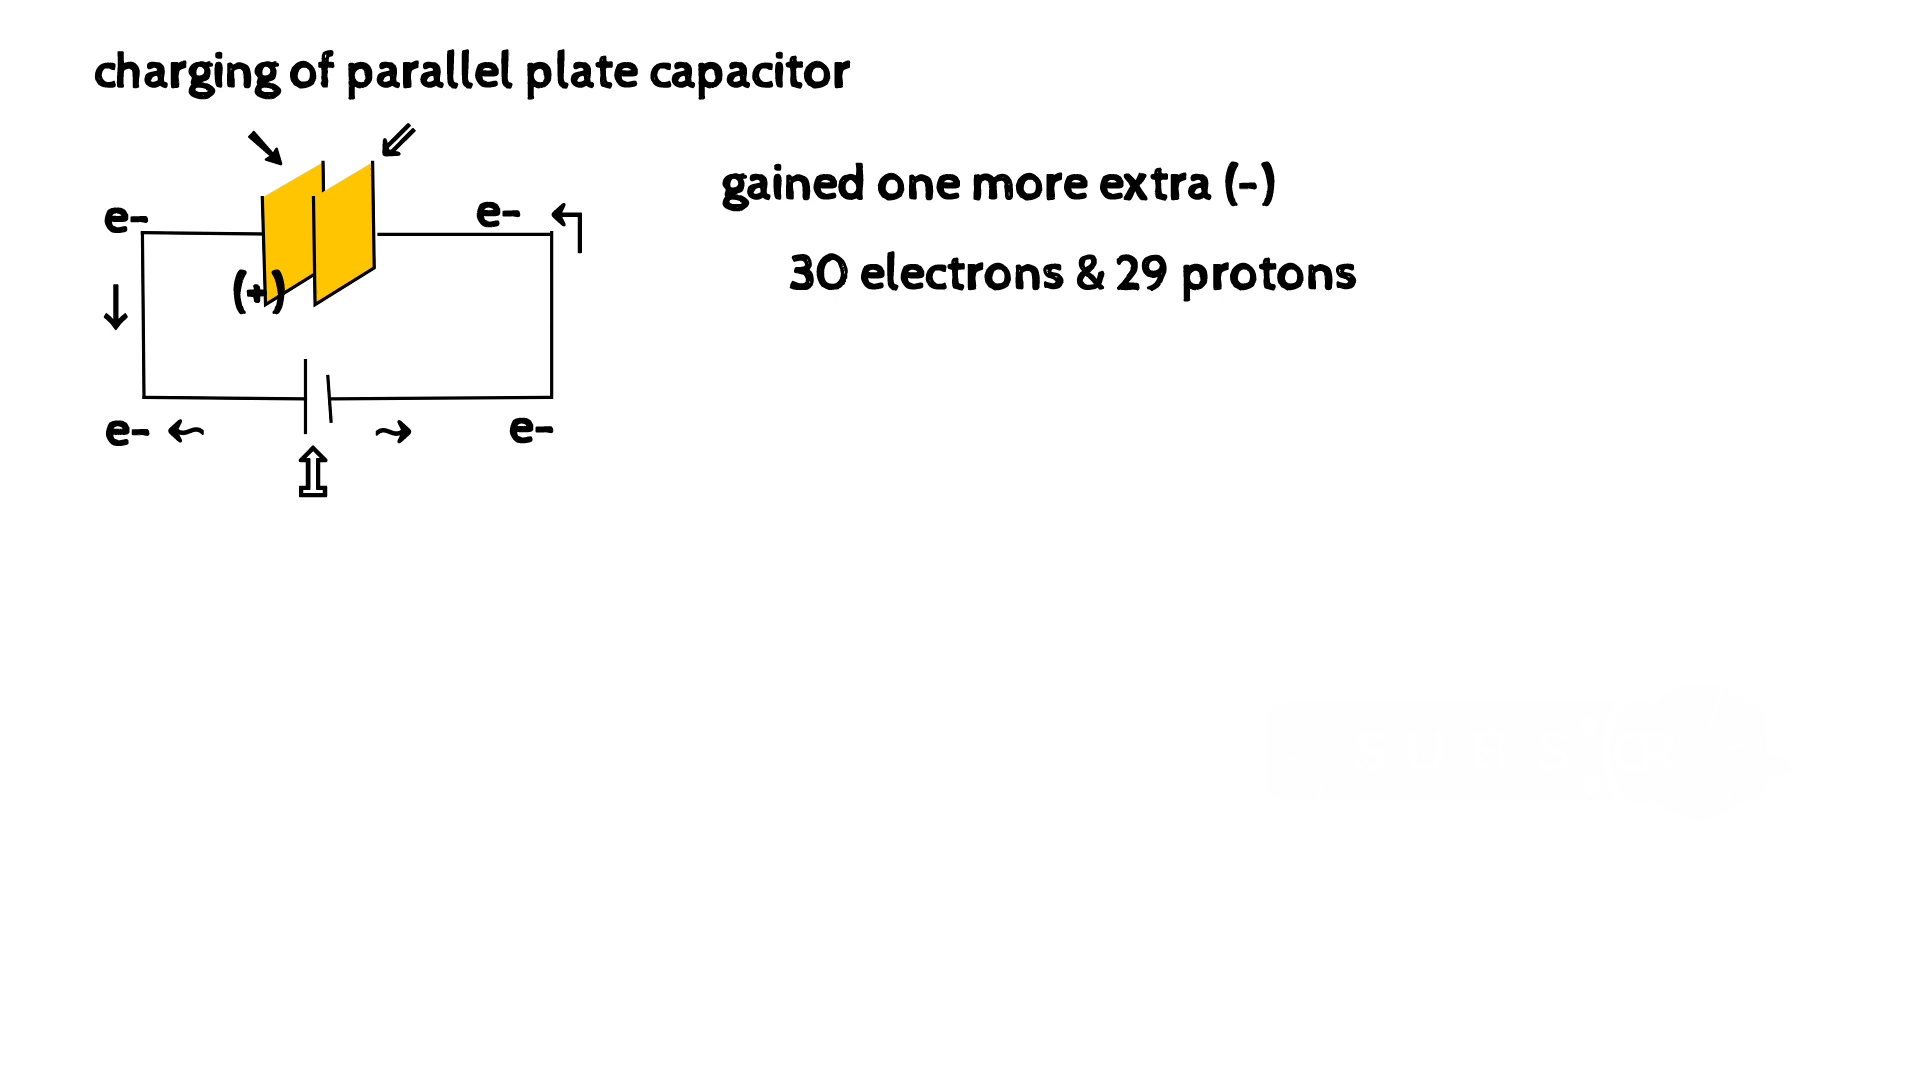 charging of parallel plate capacitor
gained one more extra (-)
e- e-
30 electrons & 29 protons
(+)
e- e-